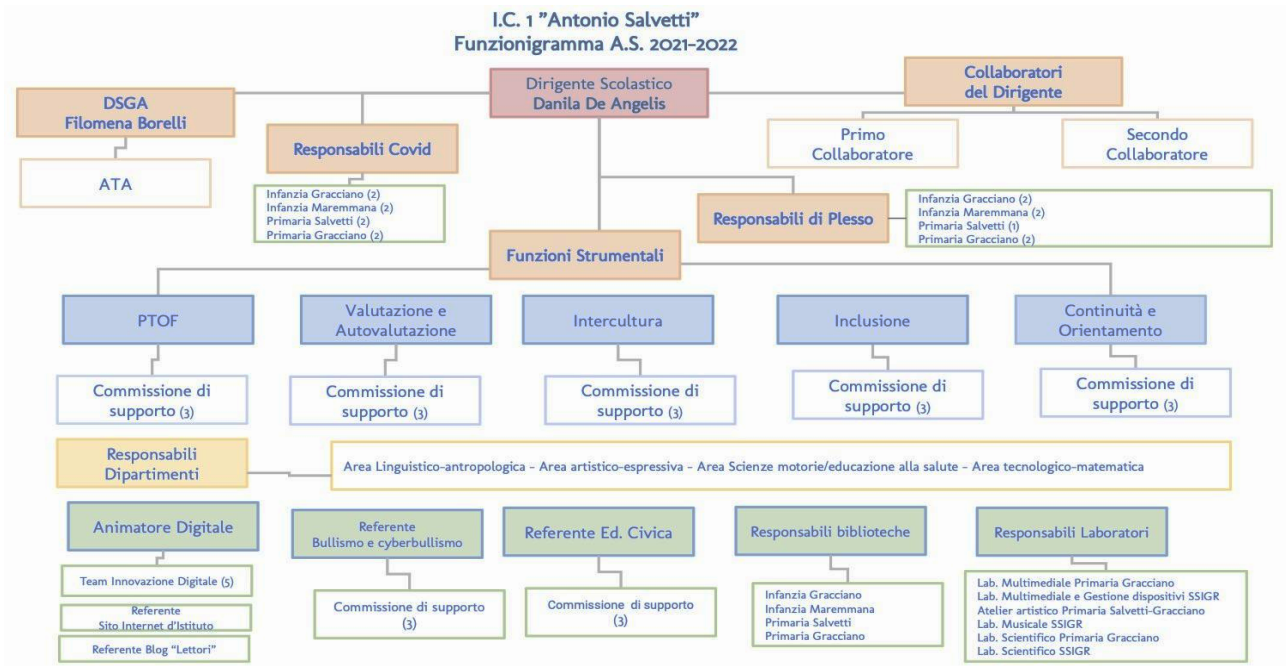 I.C. 1 "Antonio Salvetti"
Funzionigramma A.S. 2021-2022
Dirigente Scolastico
Danila De Angelis
DSGA
Filomena Borelli
ATA
Responsabili Covid
Infanzia Gracciano (2)
Infanzia Maremmana (2)
Primaria Salvetti (2)
Primaria Gracciano (2)
Collaboratori
del Dirigente
Primo
Collaboratore
Secondo
Collaboratore
Responsabili di Plesso
Infanzia Gracciano (2)
Infanzia Maremmana (2)
Primaria Salvetti (1)
Primaria Gracciano (2)
Funzioni Strumentali
PTOF
Commissione di
supporto (3)
Valutazione e
Autovalutazione
Commissione di
supporto (3)
Intercultura
Commissione di
supporto (3)
Inclusione
Commissione di
supporto (3)
Continuità e
Orientamento
Commissione di
supporto (3)
Responsabili
Dipartimenti
Area Linguistico-antropologica - Area artistico-espressiva - Area Scienze motorie/educazione alla salute - Area tecnologico-matematica
Animatore Digitale
Team Innovazione Digitale (5)
Referente
Sito Internet d'Istituto
Referente Blog "Lettori"
Referente
Bullismo e cyberbullismo
Commissione di supporto
(3)
Referente Ed. Civica
Commissione di supporto
(3)
Responsabili biblioteche
Infanzia Gracciano
Infanzia Maremmana
Primaria Salvetti
Primaria Gracciano
Responsabili Laboratori
Lab. Multimediale Primaria Gracciano
Lab. Multimediale e Gestione dispositivi SSIGR
Atelier artistico Primaria Salvetti-Gracciano
Lab. Musicale SSIGR
Lab. Scientifico Primaria Gracciano
Lab. Scientifico SSIGR